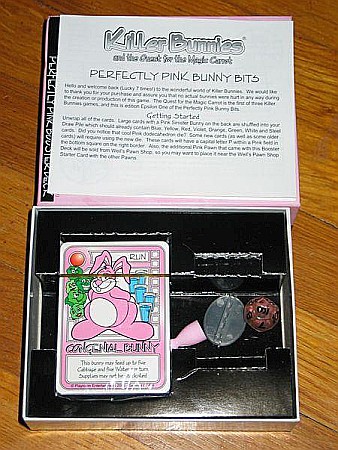 Killer Bunnies
and the Quest for the Magic Carrot
PERFECTLY PINK BUNNY BITS
Hello and welcome back (Lucky 7 times!) to the wonderful world of Killer Bunnies. We would like
to thank you for your purchase and assure you that no actual bunnies were hurt in any way during
the creation or production of this game. The Quest for the Magic Carrot is the first of three Killer
Bunnies games, and this is edition Epsilon One of the Perfectly Pink Bunny Bits.
Getting Started
Unwrap all of the cards. Large cards with a Pink Sinister Bunny on the back are shuffled into your
Draw Pile which should already contain Blue, Yellow, Red, Violet, Orange, Green, White and Steel
cards. Did you notice that cool Pink dodecahedron die? Some new cards (as well as some older
cards) will require using the new die. These cards will have a capital letter P within a Pink field in
the bottom square on the right border. Also, the additional Pink Pawn that came with this Booster
Deck will be sold from Weil's Pawn Shop, so you may want to place it near the Weil's Pawn Shop
Starter Card with the other Pawns.
PERFECTLY PINK BOOSTER DECK
RUN
CONGENIAL BUNNY
This bunny may feed up to five
Cabbage and five Water per turn.
Supplies may not be